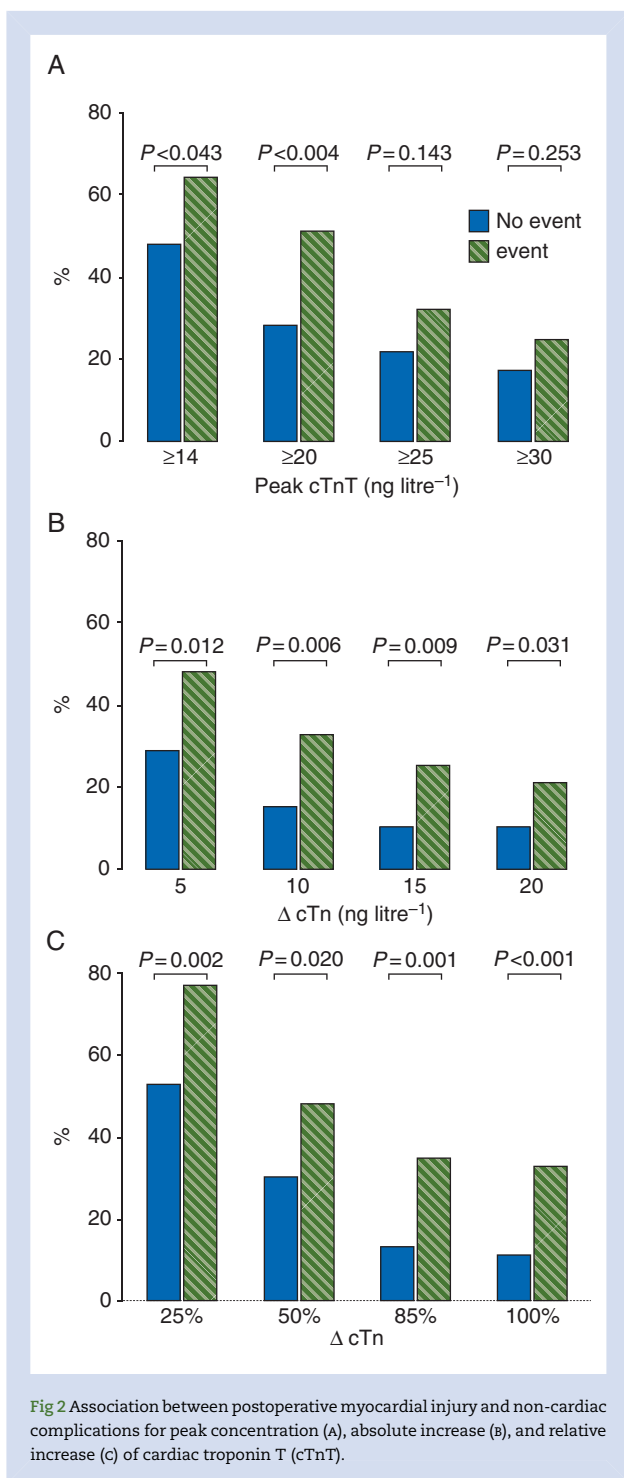 A
80
P<0.043 P<0.004 P=0.143 P=0.253
60
No event
event
%
40
20
0
≥14 ≥20 ≥25 ≥30
Peak cTnT (ng litre⁻¹)
B
80
60
P=0.012 P=0.006 P=0.009 P=0.031
%
40
20
0
5 10 15 20
Δ cTn (ng litre⁻¹)
C
80
P=0.002 P=0.020 P=0.001 P<0.001
60
%
40
20
0
25% 50% 85% 100%
Δ cTn
Fig 2 Association between postoperative myocardial injury and non-cardiac
complications for peak concentration (A), absolute increase (B), and relative
increase (C) of cardiac troponin T (cTnT).